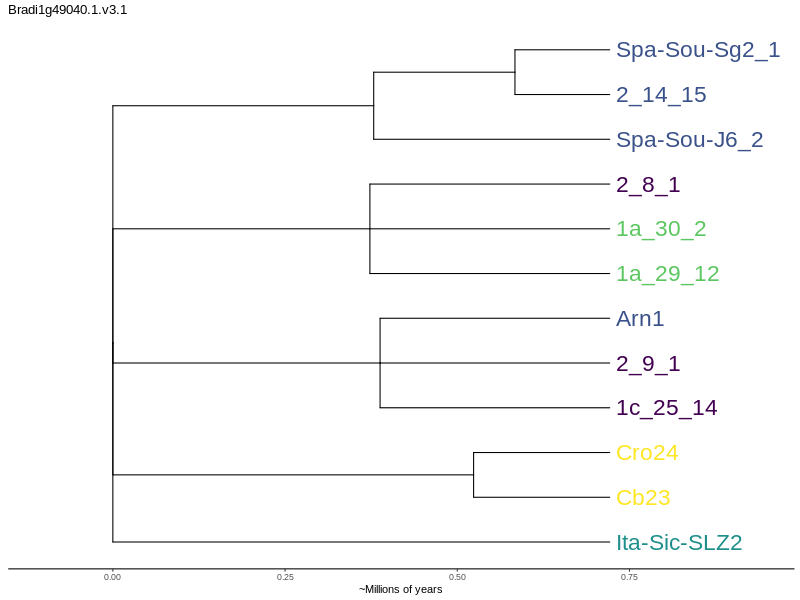 Bradi1g49040.1.v3.1
Spa-Sou-Sg2_1
2_14_15
Spa-Sou-J6_2
2_8_1
1a_30_2
1a_29_12
Arn1
2_9_1
1c_25_14
Cro24
Cb23
Ita-Sic-SLZ2
0.00 0.25 0.50 0.75
~Millions of years